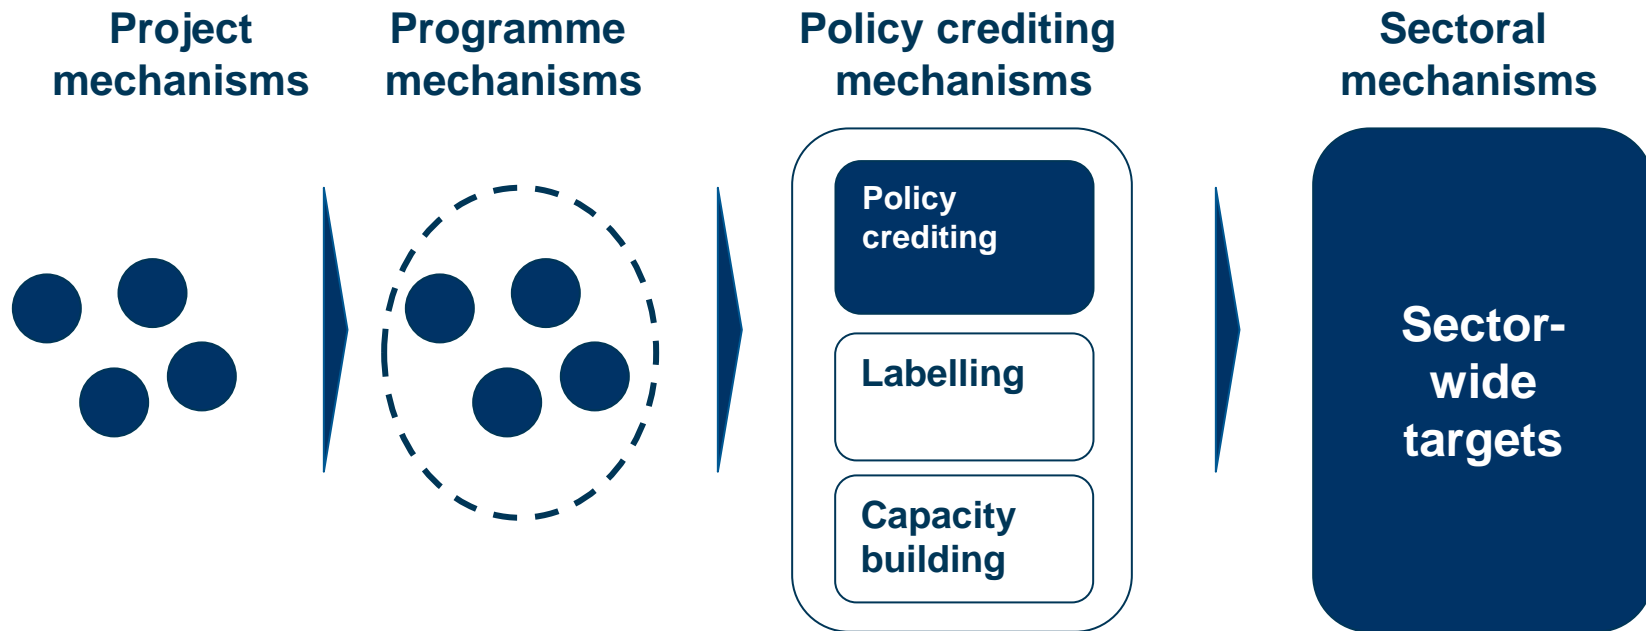 Project
mechanisms
Programme
mechanisms
Policy crediting
mechanisms
Sectoral
mechanisms
Policy
crediting
Labelling
Capacity
building
Sector-
wide
targets